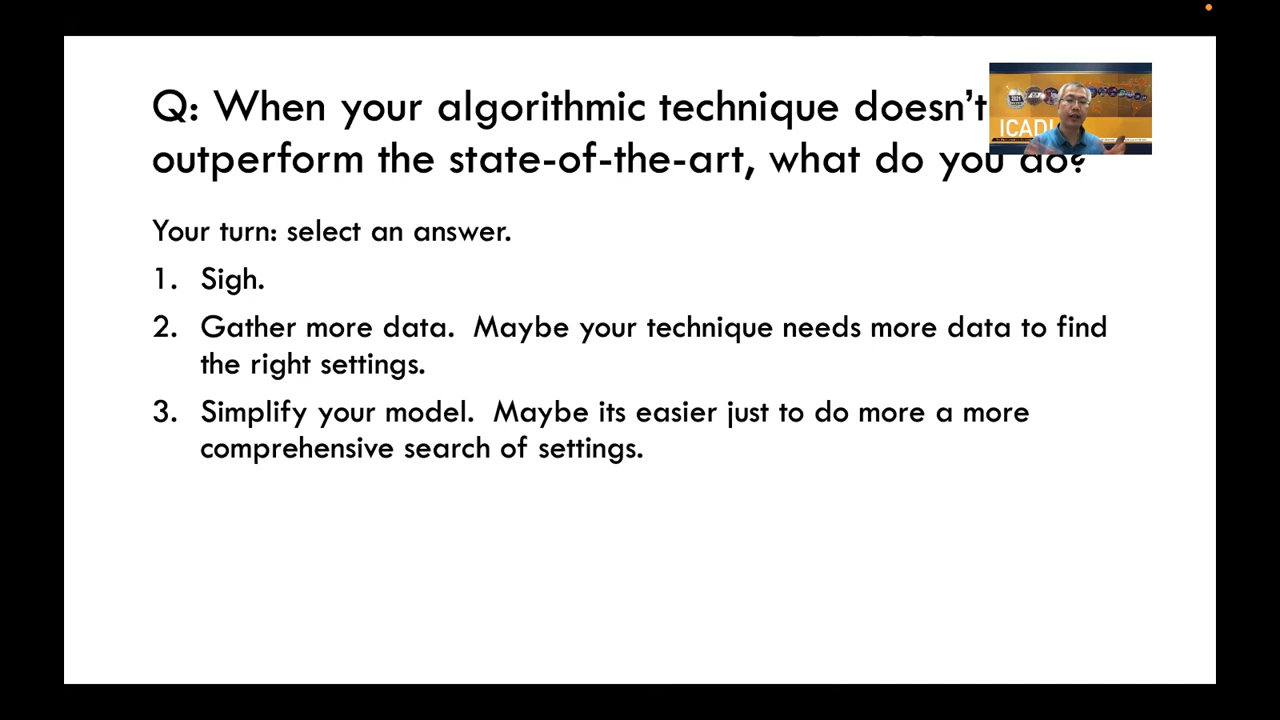 Q: When your algorithmic technique doesn't
outperform the state-of-the-art, what do you do?
Your turn: select an answer.
1. Sigh.
2. Gather more data. Maybe your technique needs more data to find
the right settings.
3. Simplify your model. Maybe its easier just to do more a more
comprehensive search of settings.
ICADL
2021